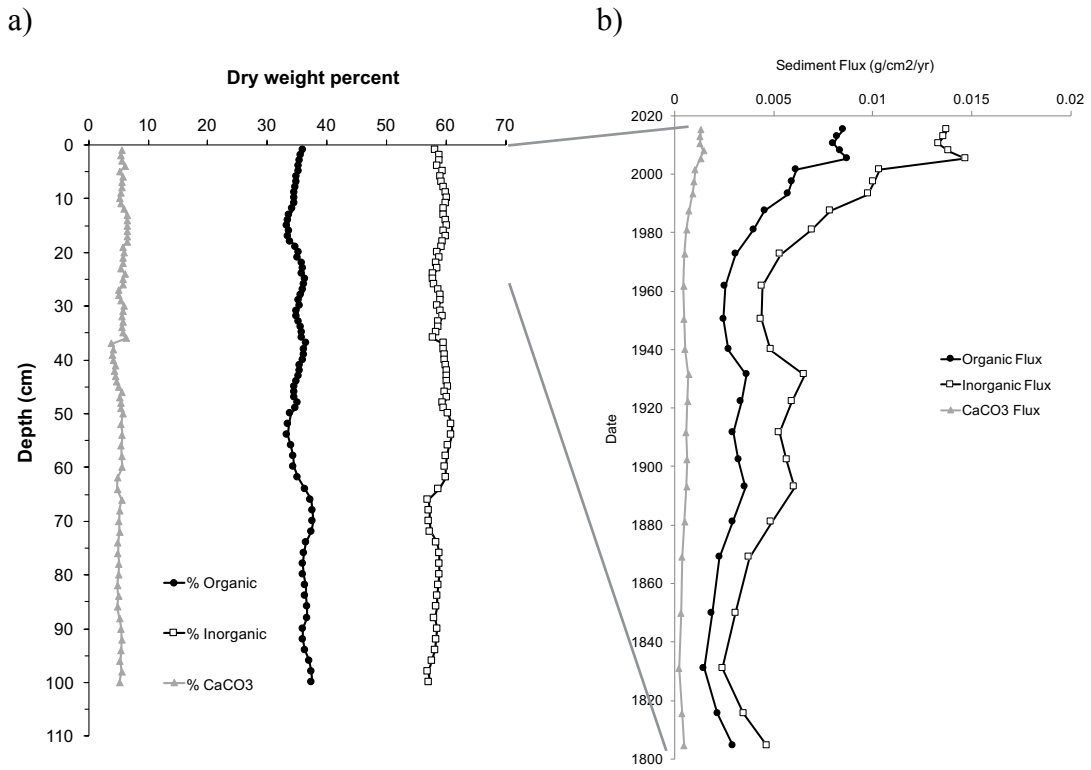 a)
b)
Dry weight percent
0 10 20 30 40 50 60 70
0
10
20
30
40
50
60
70
80
90
100
110
Depth (cm)
% Organic
% Inorganic
% CaCO3
Sediment Flux (g/cm2/yr)
0 0.005 0.01 0.015 0.02
2020
2000
1980
1960
1940
1920
1900
1880
1860
1840
1820
1800
Date
Organic Flux
Inorganic Flux
CaCO3 Flux